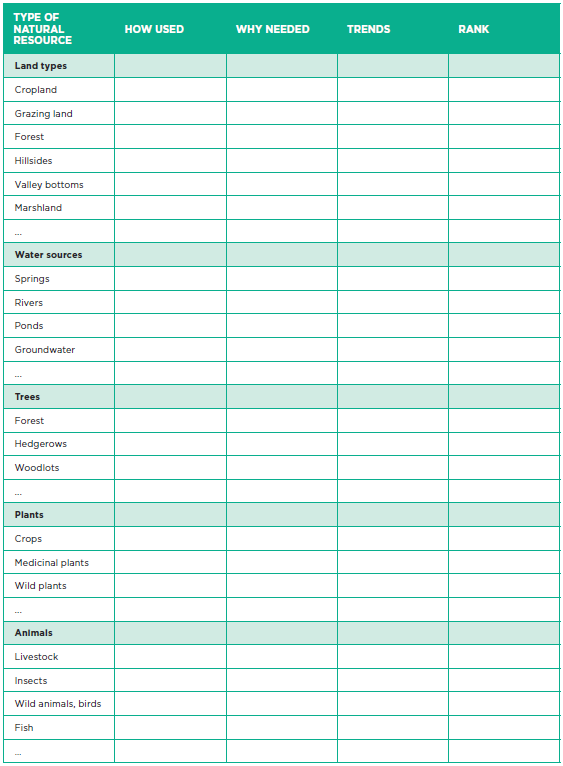 TYPE OF
NATURAL
RESOURCE
HOW USED
WHY NEEDED
TRENDS
RANK
Land types
Cropland
Grazing land
Forest
Hillsides
Valley bottoms
Marshland
...
Water sources
Springs
Rivers
Ponds
Groundwater
...
Trees
Forest
Hedgerows
Woodlots
...
Plants
Crops
Medicinal plants
Wild plants
...
Animals
Livestock
Insects
Wild animals, birds
Fish
...